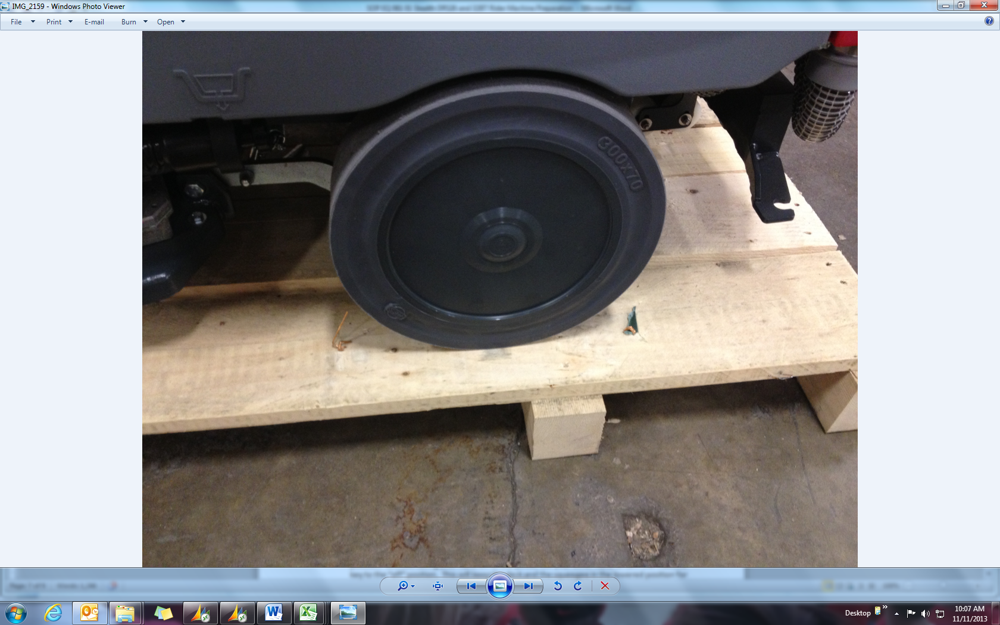 IMG_2159 - Windows Photo Viewer
File Print E-mail Burn Open
300x70
Desktop
10:07 AM
11/11/2013